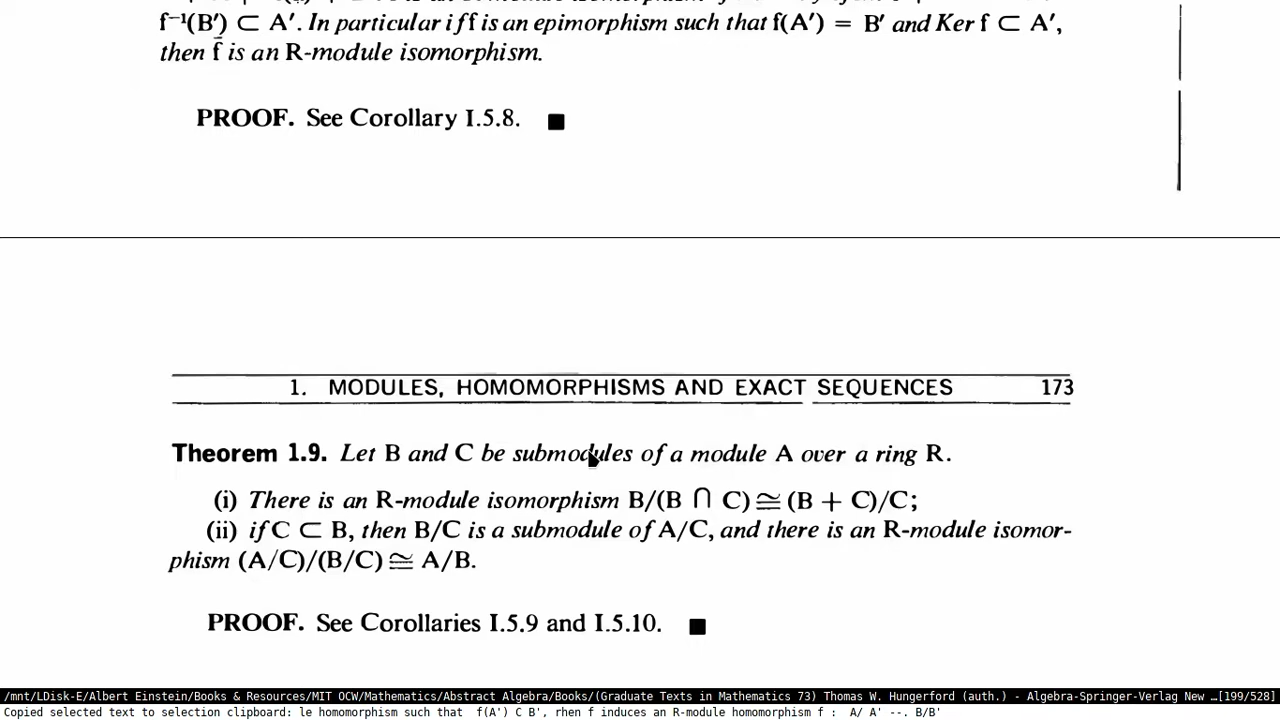 f⁻¹(B′) ⊂ A′. In particular if f is an epimorphism such that f(A′) = B′ and Ker f ⊂ A′,
then f̄ is an R-module isomorphism.
PROOF. See Corollary I.5.8. ■
1. MODULES, HOMOMORPHISMS AND EXACT SEQUENCES 173
Theorem 1.9. Let B and C be submodules of a module A over a ring R.
(i) There is an R-module isomorphism B/(B ∩ C) ≅ (B + C)/C;
(ii) if C ⊂ B, then B/C is a submodule of A/C, and there is an R-module isomor-
phism (A/C)/(B/C) ≅ A/B.
PROOF. See Corollaries I.5.9 and I.5.10. ■
/mnt/LDisk-E/Albert Einstein/Books & Resources/MIT OCW/Mathematics/Abstract Algebra/Books/(Graduate Texts in Mathematics 73) Thomas W. Hungerford (auth.) - Algebra-Springer-Verlag New …[199/528]
Copied selected text to selection clipboard: le homomorphism such that f(A') C B', rhen f induces an R-module homomorphism f : A/ A' --. B/B'